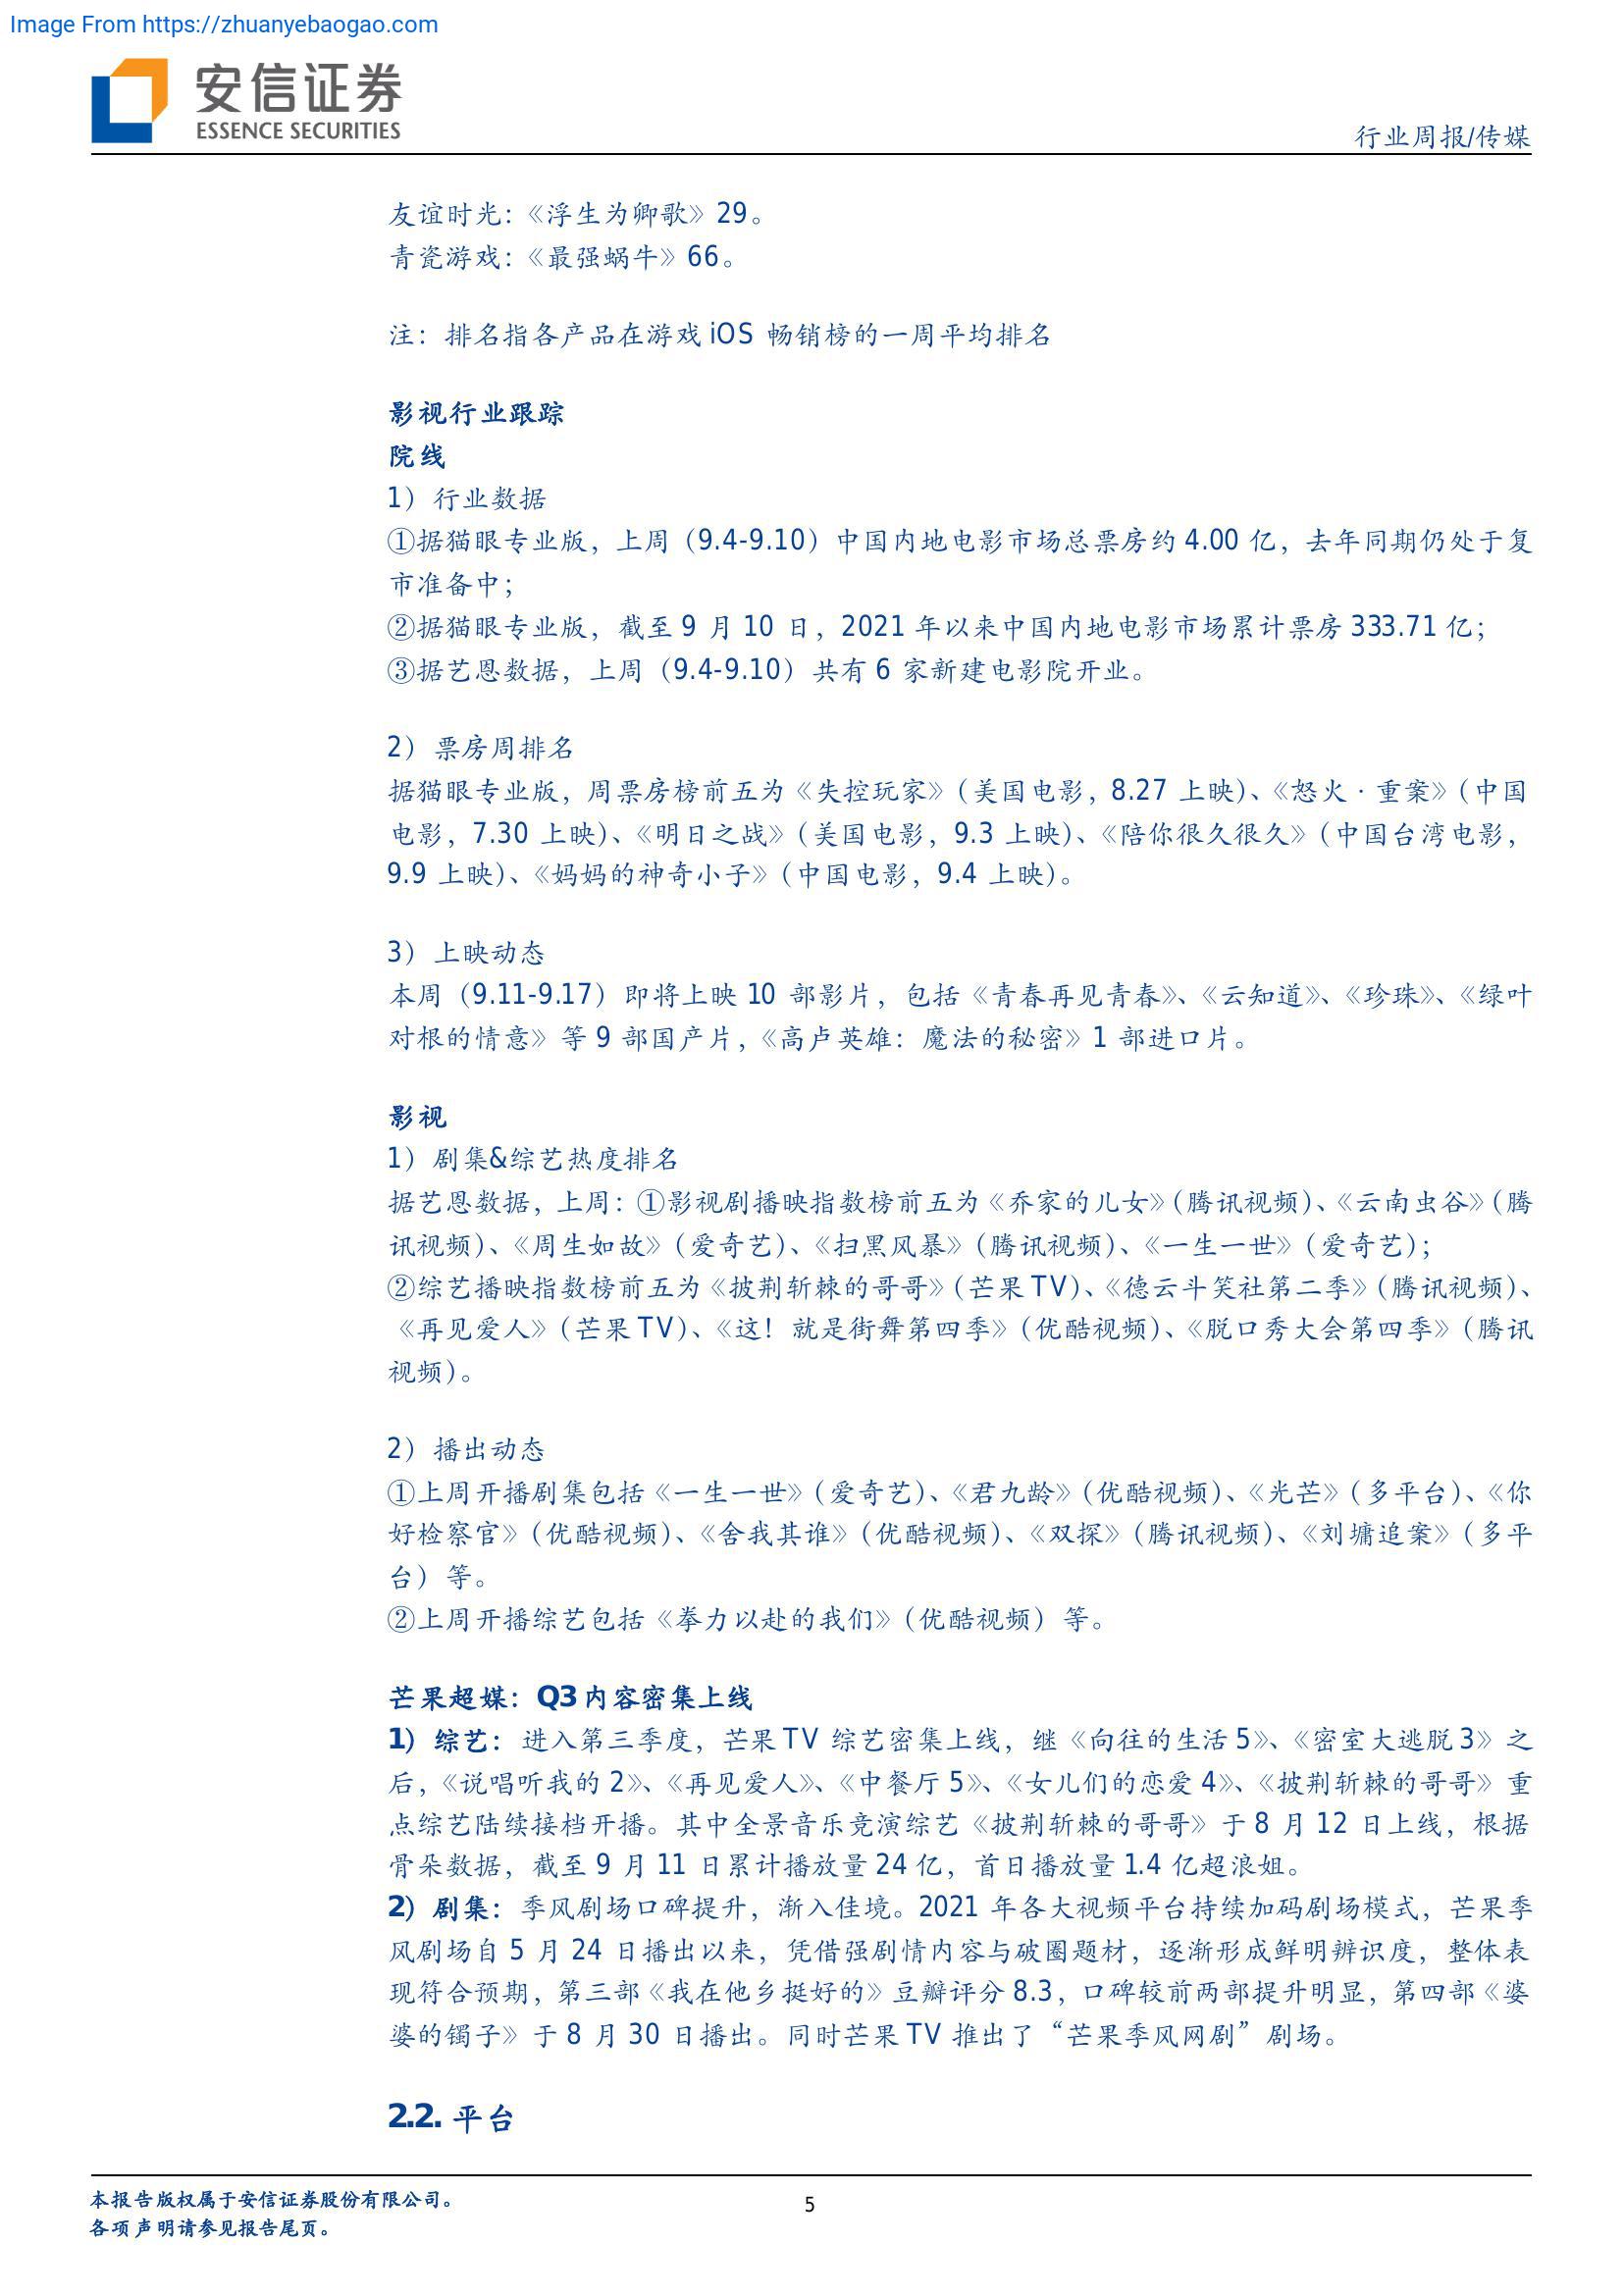 Image From https://zhuanyebaogao.com
安信证券
ESSENCE SECURITIES
行业周报/传媒
友谊时光：《浮生为卿歌》29。
青瓷游戏：《最强蜗牛》66。
注：排名指各产品在游戏 iOS 畅销榜的一周平均排名
影视行业跟踪
院线
1）行业数据
①据猫眼专业版，上周（9.4-9.10）中国内地电影市场总票房约 4.00 亿，去年同期仍处于复
市准备中；
②据猫眼专业版，截至 9 月 10 日，2021 年以来中国内地电影市场累计票房 333.71 亿；
③据艺恩数据，上周（9.4-9.10）共有 6 家新建电影院开业。
2）票房周排名
据猫眼专业版，周票房榜前五为《失控玩家》（美国电影，8.27 上映）、《怒火·重案》（中国
电影，7.30 上映）、《明日之战》（美国电影，9.3 上映）、《陪你很久很久》（中国台湾电影，
9.9 上映）、《妈妈的神奇小子》（中国电影，9.4 上映）。
3）上映动态
本周（9.11-9.17）即将上映 10 部影片，包括《青春再见青春》、《云知道》、《珍珠》、《绿叶
对根的情意》等 9 部国产片，《高卢英雄：魔法的秘密》1 部进口片。
影视
1）剧集&综艺热度排名
据艺恩数据，上周：①影视剧播映指数榜前五为《乔家的儿女》（腾讯视频）、《云南虫谷》（腾
讯视频）、《周生如故》（爱奇艺）、《扫黑风暴》（腾讯视频）、《一生一世》（爱奇艺）；
②综艺播映指数榜前五为《披荆斩棘的哥哥》（芒果 TV）、《德云斗笑社第二季》（腾讯视频）、
《再见爱人》（芒果 TV）、《这！就是街舞第四季》（优酷视频）、《脱口秀大会第四季》（腾讯
视频）。
2）播出动态
①上周开播剧集包括《一生一世》（爱奇艺）、《君九龄》（优酷视频）、《光芒》（多平台）、《你
好检察官》（优酷视频）、《舍我其谁》（优酷视频）、《双探》（腾讯视频）、《刘墉追案》（多平
台）等。
②上周开播综艺包括《拳力以赴的我们》（优酷视频）等。
芒果超媒：Q3 内容密集上线
1）综艺：进入第三季度，芒果 TV 综艺密集上线，继《向往的生活 5》、《密室大逃脱 3》之
后，《说唱听我的 2》、《再见爱人》、《中餐厅 5》、《女儿们的恋爱 4》、《披荆斩棘的哥哥》重
点综艺陆续接档开播。其中全景音乐竞演综艺《披荆斩棘的哥哥》于 8 月 12 日上线，根据
骨朵数据，截至 9 月 11 日累计播放量 24 亿，首日播放量 1.4 亿超浪姐。
2）剧集：季风剧场口碑提升，渐入佳境。2021 年各大视频平台持续加码剧场模式，芒果季
风剧场自 5 月 24 日播出以来，凭借强剧情内容与破圈题材，逐渐形成鲜明辨识度，整体表
现符合预期，第三部《我在他乡挺好的》豆瓣评分 8.3，口碑较前两部提升明显，第四部《婆
婆的镯子》于 8 月 30 日播出。同时芒果 TV 推出了“芒果季风网剧”剧场。
2.2. 平台
本报告版权属于安信证券股份有限公司。
各项声明请参见报告尾页。
5